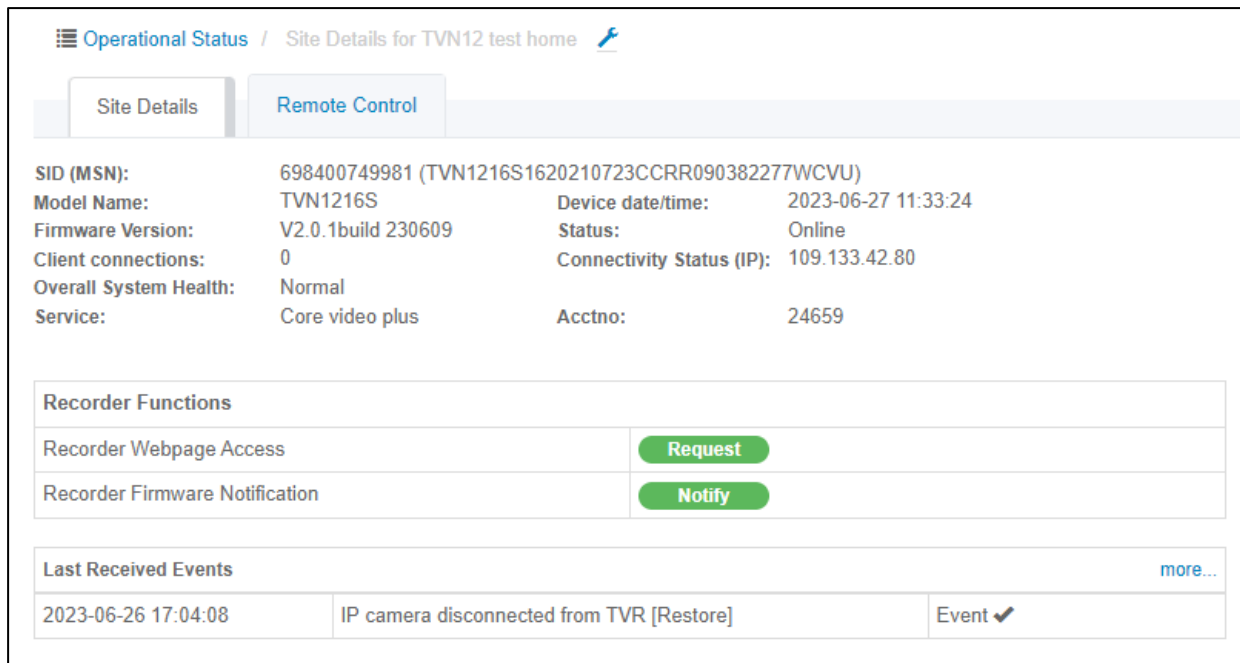 Operational Status / Site Details for TVN12 test home
Site Details Remote Control
SID (MSN): 698400749981 (TVN1216S1620210723CCRR090382277WCVU)
Model Name: TVN1216S Device date/time: 2023-06-27 11:33:24
Firmware Version: V2.0.1build 230609 Status: Online
Client connections: 0 Connectivity Status (IP): 109.133.42.80
Overall System Health: Normal
Service: Core video plus Acctno: 24659
Recorder Functions
Recorder Webpage Access Request
Recorder Firmware Notification Notify
Last Received Events more...
2023-06-26 17:04:08 IP camera disconnected from TVR [Restore] Event ✔